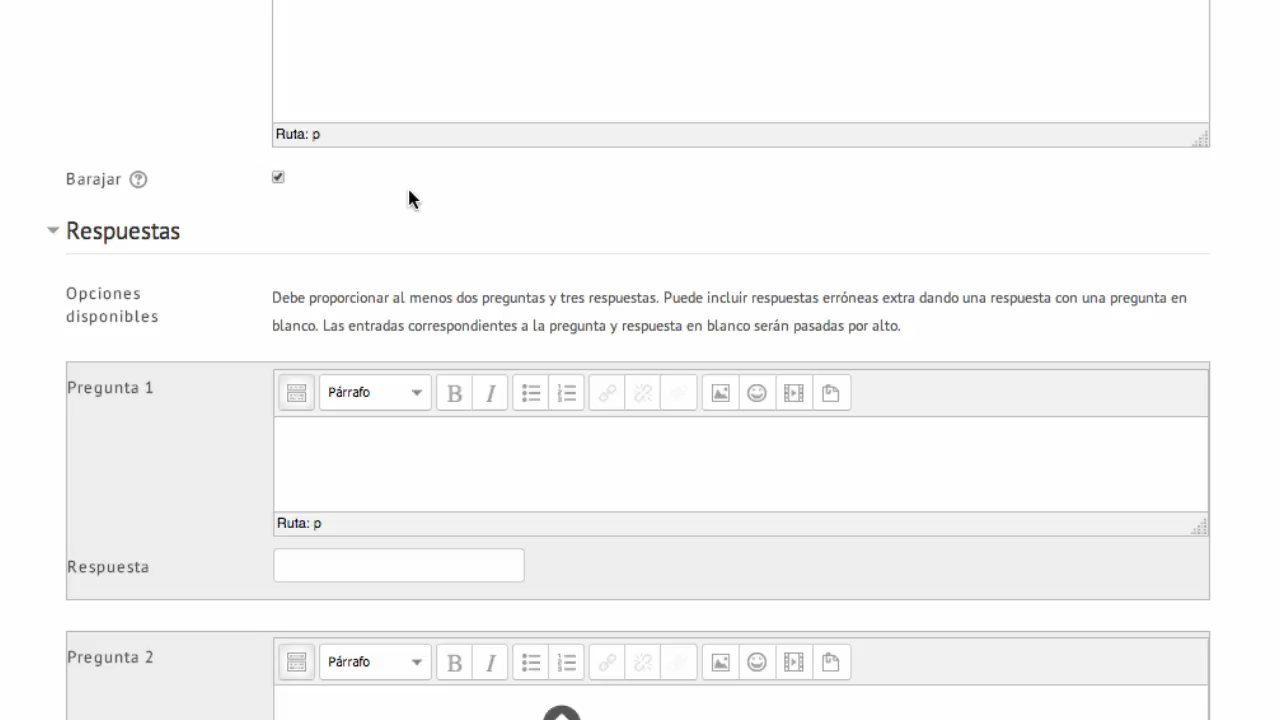 Ruta: p
Barajar
Respuestas
Opciones disponibles
Debe proporcionar al menos dos preguntas y tres respuestas. Puede incluir respuestas erróneas extra dando una respuesta con una pregunta en
blanco. Las entradas correspondientes a la pregunta y respuesta en blanco serán pasadas por alto.
Pregunta 1
Párrafo B I
Ruta: p
Respuesta
Pregunta 2
Párrafo B I